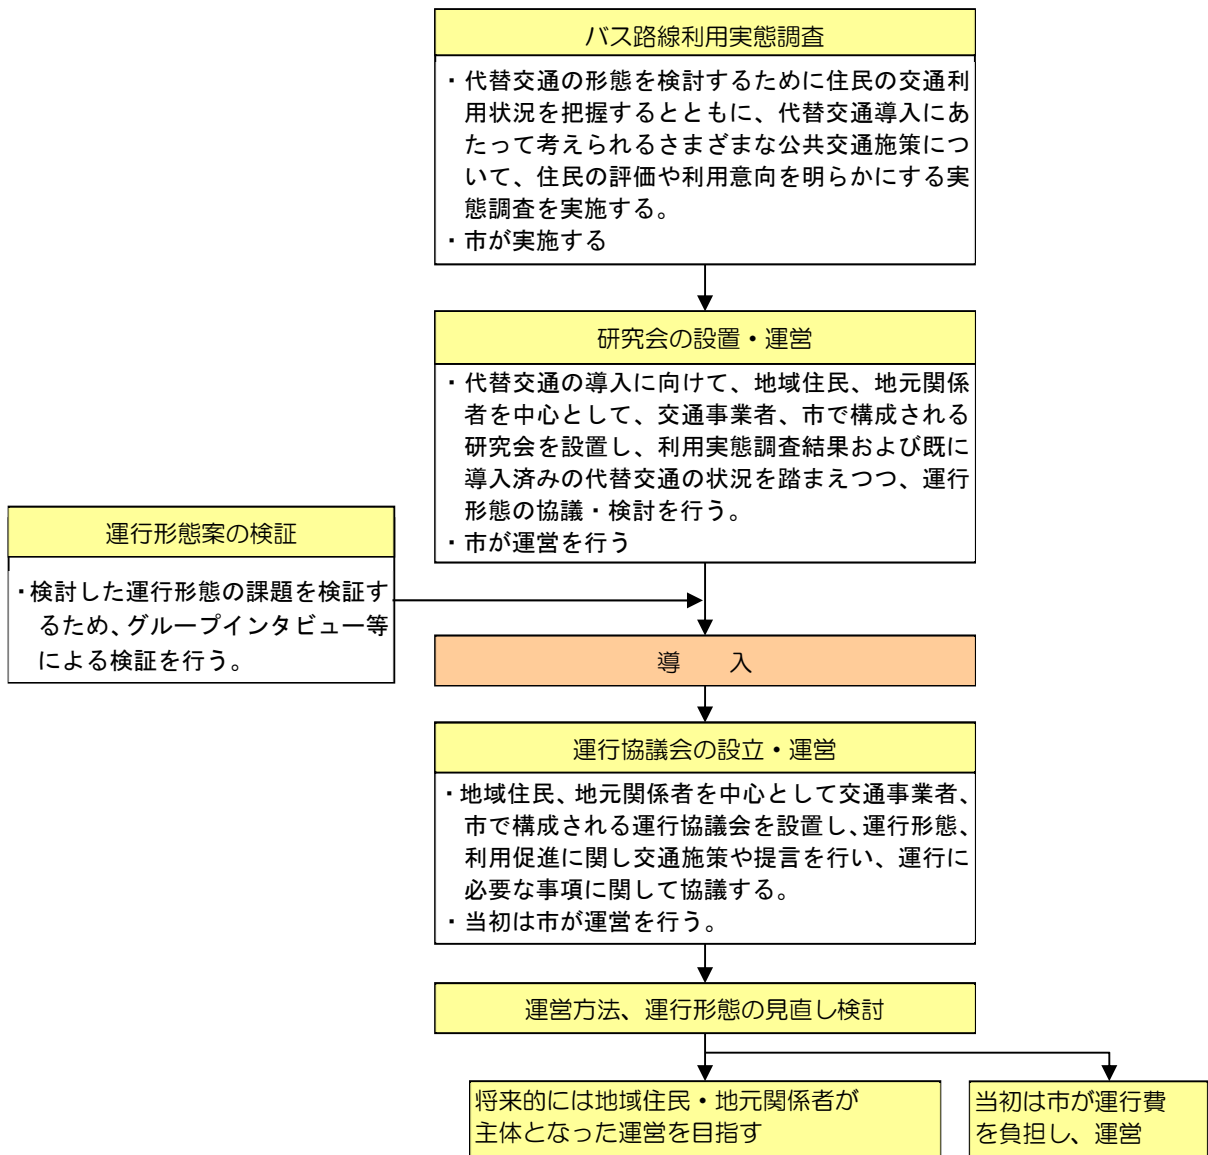 バス路線利用実態調査
・代替交通の形態を検討するために住民の交通利
用状況を把握するとともに、代替交通導入にあ
たって考えられるさまざまな公共交通施策につ
いて、住民の評価や利用意向を明らかにする実
態調査を実施する。
・市が実施する
研究会の設置・運営
・代替交通の導入に向けて、地域住民、地元関係
者を中心として、交通事業者、市で構成される
研究会を設置し、利用実態調査結果および既に
導入済みの代替交通の状況を踏まえつつ、運行
形態の協議・検討を行う。
・市が運営を行う
運行形態案の検証
・検討した運行形態の課題を検証す
るため、グループインタビュー等
による検証を行う。
導　入
運行協議会の設立・運営
・地域住民、地元関係者を中心として交通事業者、
市で構成される運行協議会を設置し、運行形態、
利用促進に関し交通施策や提言を行い、運行に
必要な事項に関して協議する。
・当初は市が運営を行う。
運営方法、運行形態の見直し検討
将来的には地域住民・地元関係者が
主体となった運営を目指す
当初は市が運行費
を負担し、運営